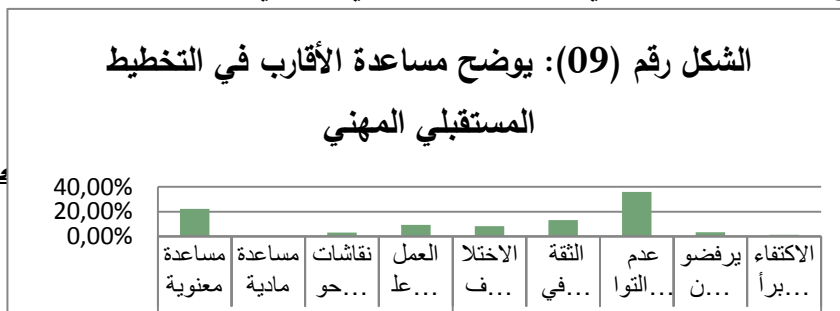 الشكل رقم (09): يوضح مساعدة الأقارب في التخطيط
المستقبلي المهني
40,00%
20,00%
0,00%
مساعدة معنوية
مساعدة مادية
نقاشات حو...
العمل عل...
الاختلا ف...
الثقة في...
عدم التوا...
يرفضو ن...
الاكتفاء برأ...